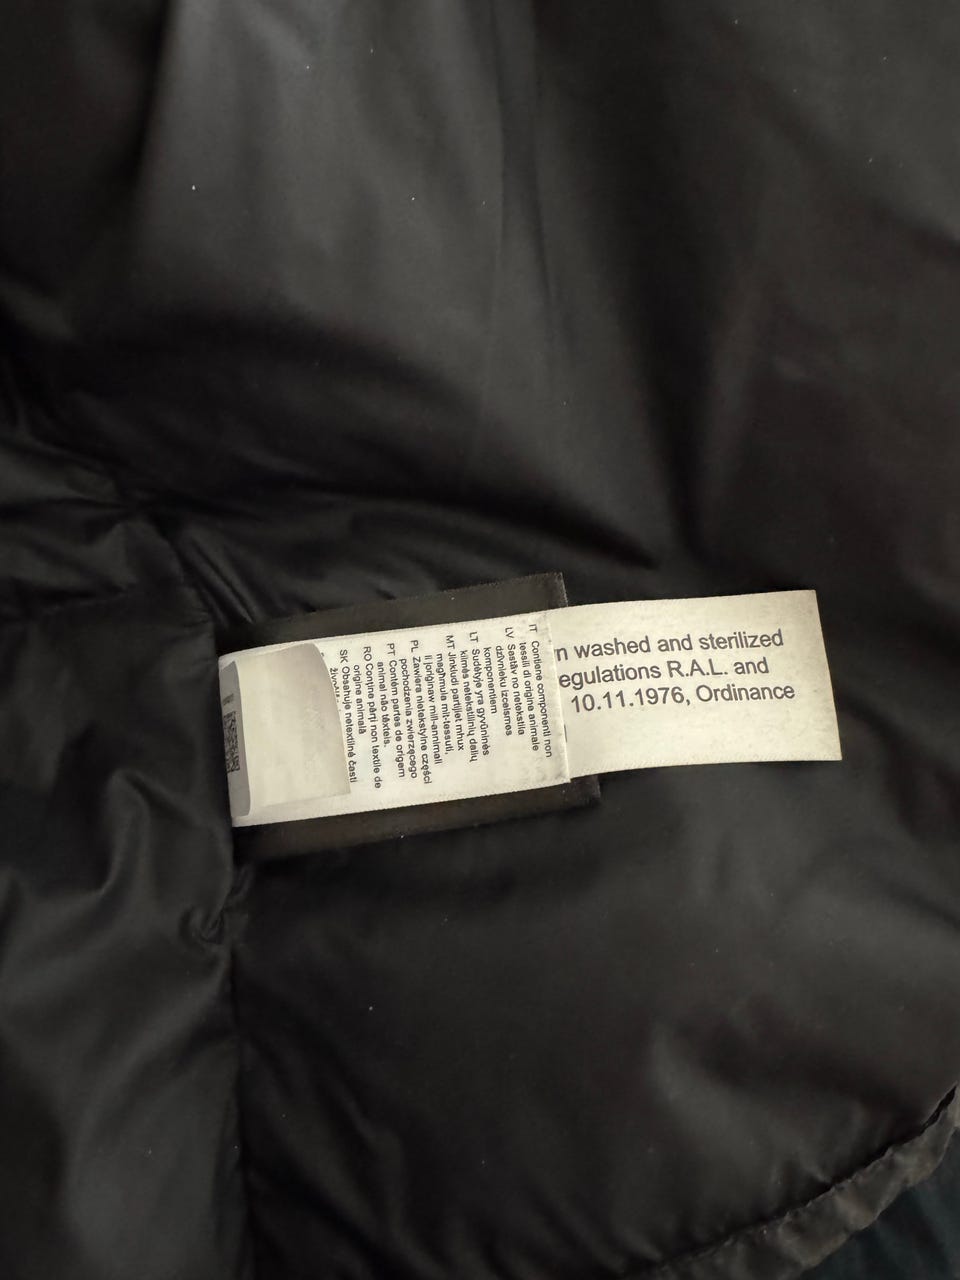 IT Contiene componenti non
tessili di origine animale
LV Sastāv no netekstila
dzīvnieku izcelsmes
komponentiem
LT Sudėtyje yra gyvūninės
kilmės netekstilinių dalių
MT Jinkludi partijiet mhux
magħmula mit-tessuti,
li joriġinaw mill-annimali
PL Zawiera nietekstylne części
pochodzenia zwierzęcego
PT Contém partes de origem
animal não têxteis.
RO Conține părți non textile de
origine animală
SK Obsahuje netextilné časti
washed and sterilized
egulations R.A.L. and
10.11.1976, Ordinance